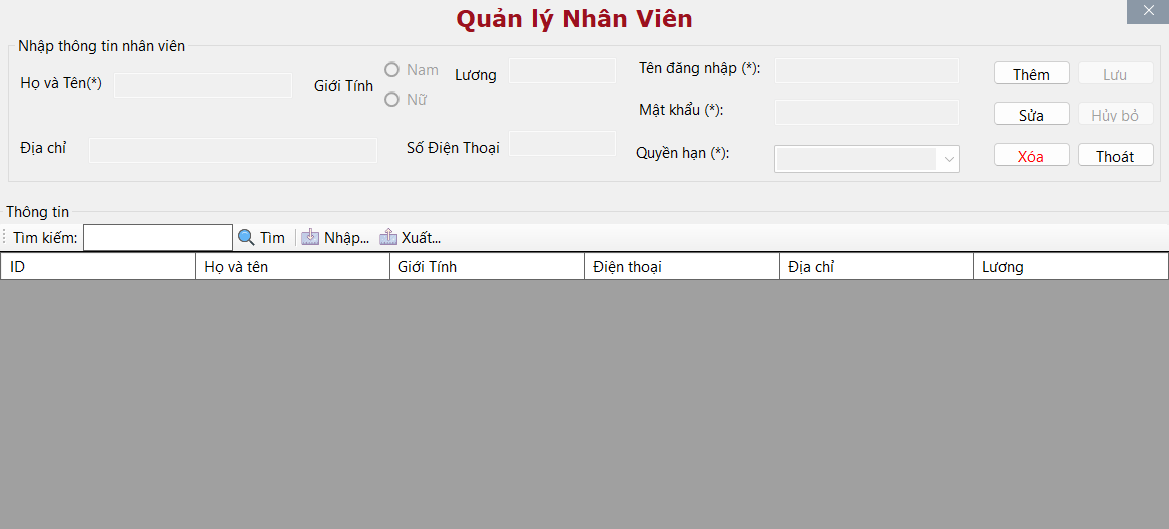 Quản lý Nhân Viên
Nhập thông tin nhân viên
Họ và Tên(*)
Giới Tính
Nam
Nữ
Lương
Địa chỉ
Số Điện Thoại
Tên đăng nhập (*):
Mật khẩu (*):
Quyền hạn (*):
Thêm
Lưu
Sửa
Hủy bỏ
Xóa
Thoát
Thông tin
Tìm kiếm: Tìm Nhập... Xuất...
ID Họ và tên Giới Tính Điện thoại Địa chỉ Lương